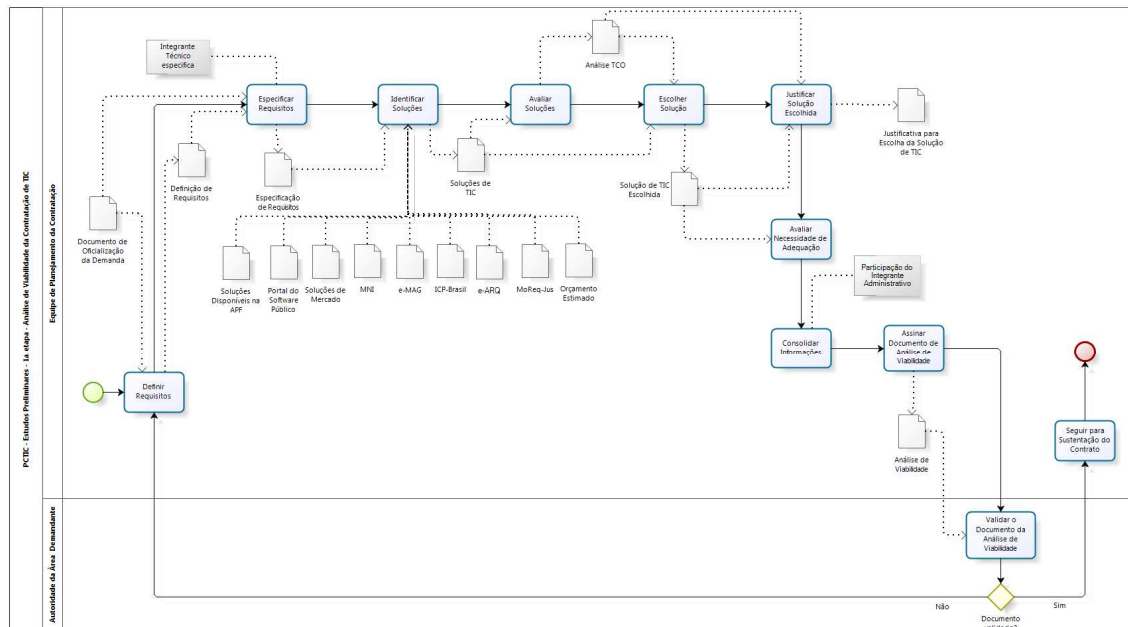 PCTIC - Estudos Preliminares - 1a etapa - Análise de Viabilidade da Contratação de TIC
Equipe de Planejamento da Contratação
Integrante
Técnico
especifica
Especificar
Requisitos
Identificar
Soluções
Avaliar
Soluções
Análise TCO
Escolher
Solução
Justificar
Solução
Escolhida
Justificativa para
Escolha da Solução
de TIC
Definição de
Requisitos
Especificação
de Requisitos
Soluções de
TIC
Solução de TIC
Escolhida
Documento de
Oficialização
da Demanda
Avaliar
Necessidade de
Adequação
Soluções
Disponíveis na
APF
Portal do
Software
Público
Soluções de
Mercado
MNI
e-MAG
ICP-Brasil
e-ARQ
MoReq-Jus
Orçamento
Estimado
Participação do
Integrante
Administrativo
Consolidar
Informações
Assinar
Documento de
Análise de
Viabilidade
Definir
Requisitos
Análise de
Viabilidade
Seguir para
Sustentação do
Contrato
Autoridade da Área Demandante
Validar o
Documento da
Análise de
Viabilidade
Não
Sim
Documento
validado?